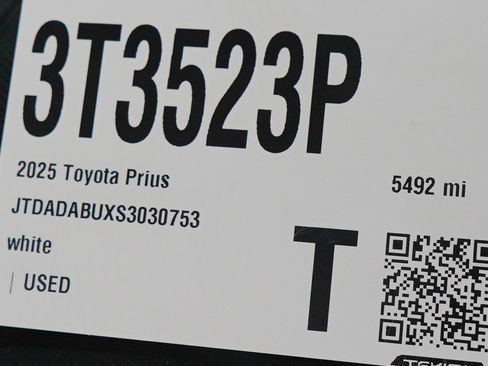 3T3523P
2025 Toyota Prius
5492 mi
JTDADABUXS3030753
white
T
| USED